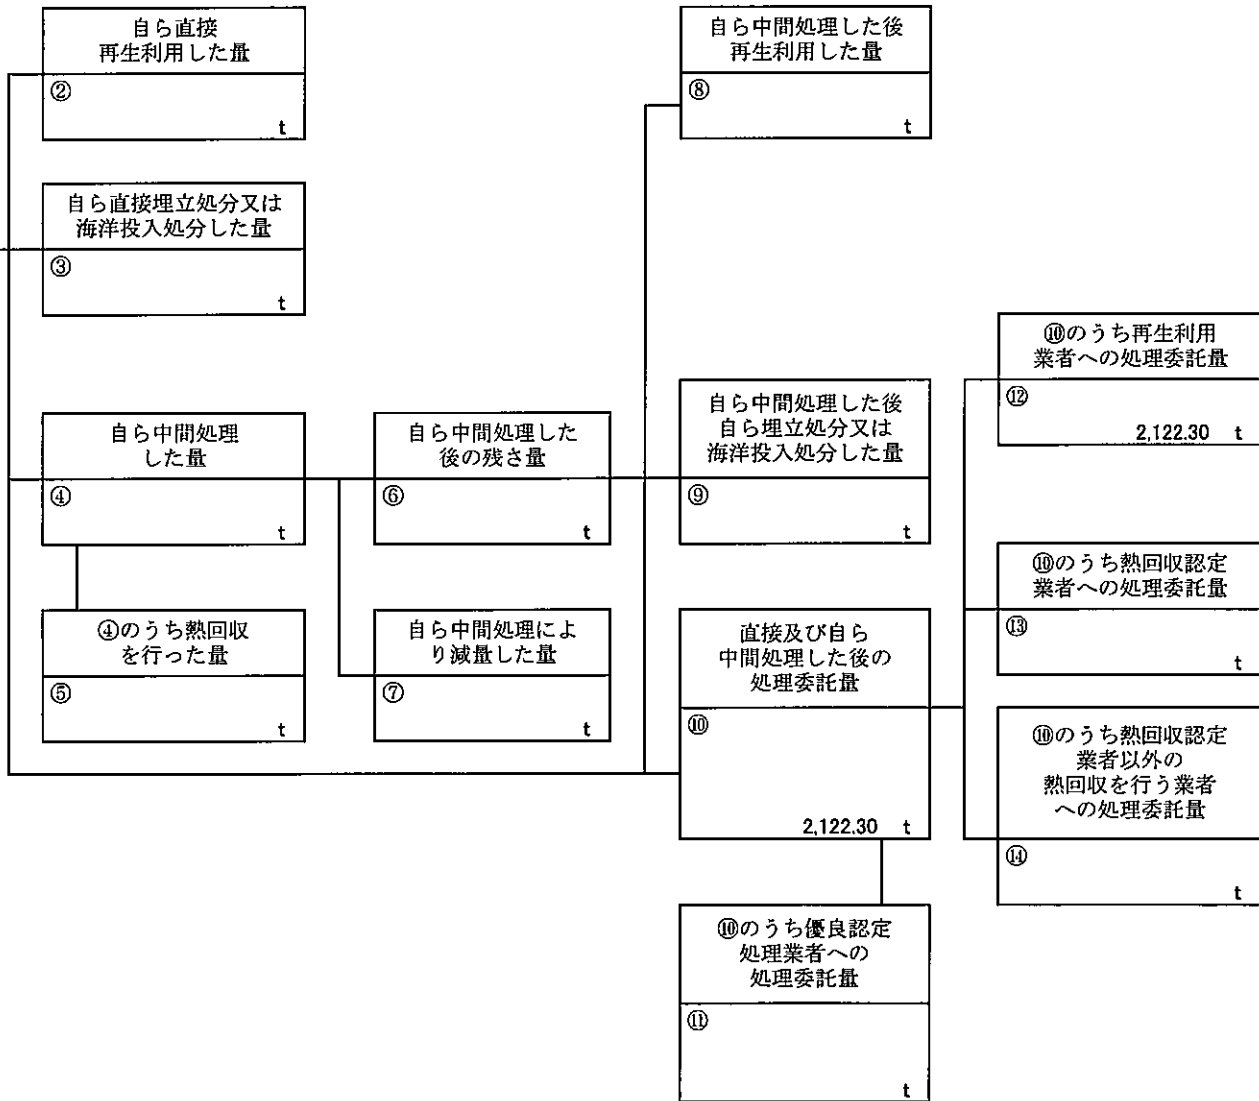 自ら直接
再生利用した量
②
t
自ら中間処理した後
再生利用した量
⑧
t
自ら直接埋立処分又は
海洋投入処分した量
③
t
⑩のうち再生利用
業者への処理委託量
⑫
2,122.30 t
自ら中間処理
した量
④
t
自ら中間処理した
後の残さ量
⑥
t
自ら中間処理した後
自ら埋立処分又は
海洋投入処分した量
⑨
t
⑩のうち熱回収認定
業者への処理委託量
⑬
t
④のうち熱回収
を行った量
⑤
t
自ら中間処理によ
り減量した量
⑦
t
直接及び自ら
中間処理した後の
処理委託量
⑩
2,122.30 t
⑩のうち熱回収認定
業者以外の
熱回収を行う業者
への処理委託量
⑭
t
⑩のうち優良認定
処理業者への
処理委託量
⑪
t